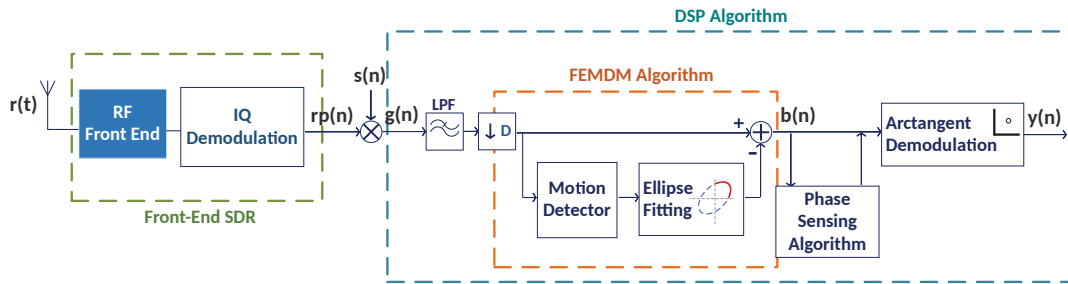 DSP Algorithm
FEMDM Algorithm
r(t)
RF
Front End
IQ
Demodulation
rp(n)
s(n)
g(n)
LPF
↓ D
+
−
b(n)
Motion
Detector
Ellipse
Fitting
Phase
Sensing
Algorithm
Arctangent
Demodulation
y(n)
Front-End SDR